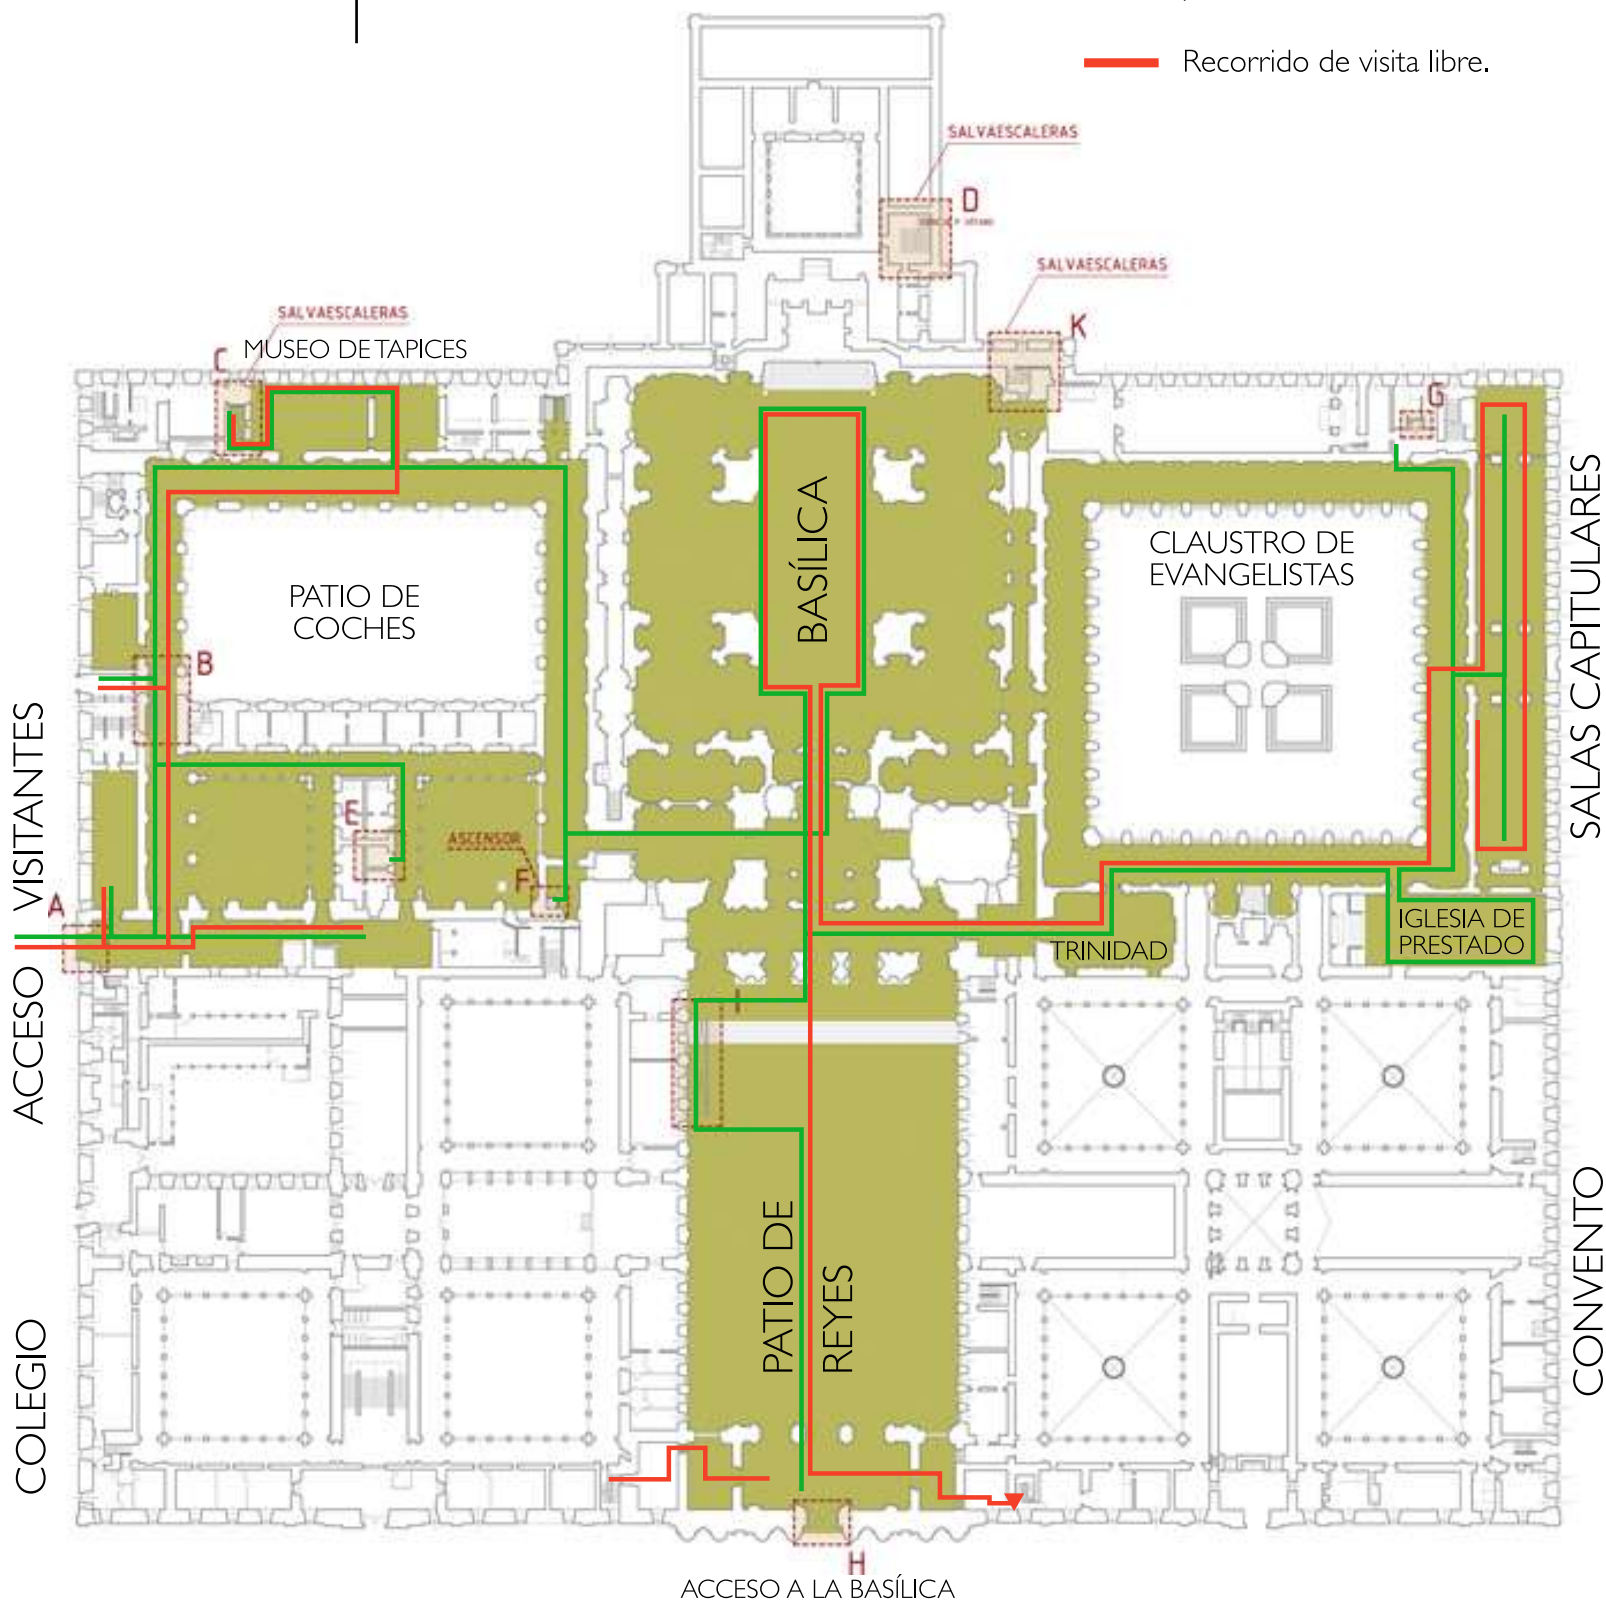 Recorrido de visita libre.
SALVAESCALERAS
D
SALVAESCALERAS
K
SALVAESCALERAS
C
MUSEO DE TAPICES
G
BASÍLICA
CLAUSTRO DE
EVANGELISTAS
SALAS CAPITULARES
PATIO DE
COCHES
B
ACCESO VISITANTES
E
ASCENSOR
F
A
TRINIDAD
IGLESIA DE
PRESTADO
I
PATIO DE
REYES
COLEGIO
CONVENTO
H
ACCESO A LA BASÍLICA